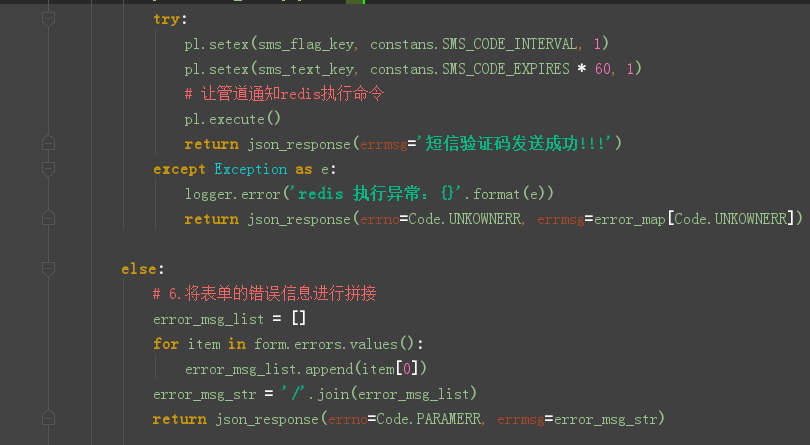 try:
pl.setex(sms_flag_key, constans.SMS_CODE_INTERVAL, 1)
pl.setex(sms_text_key, constans.SMS_CODE_EXPIRES * 60, 1)
# 让管道通知redis执行命令
pl.execute()
return json_response(errmsg='短信验证码发送成功!!!')
except Exception as e:
logger.error('redis 执行异常: {}'.format(e))
return json_response(errno=Code.UNKOWNERR, errmsg=error_map[Code.UNKOWNERR])
else:
# 6.将表单的错误信息进行拼接
error_msg_list = []
for item in form.errors.values():
error_msg_list.append(item[0])
error_msg_str = '/'.join(error_msg_list)
return json_response(errno=Code.PARAMERR, errmsg=error_msg_str)